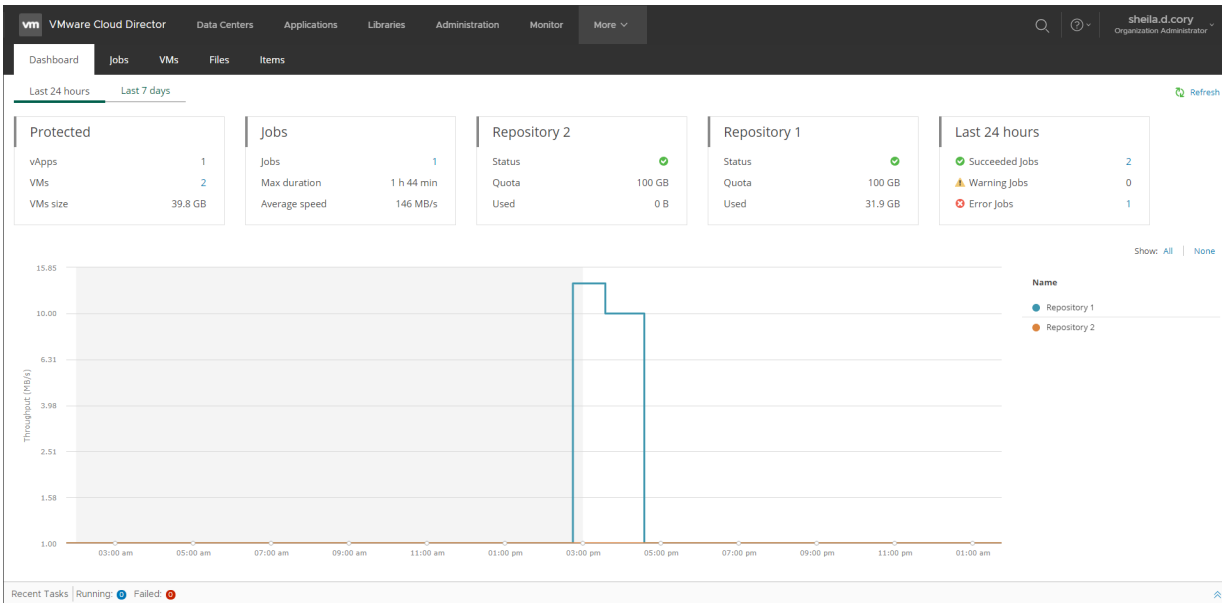 vm VMware Cloud Director Data Centers Applications Libraries Administration Monitor More sheila.d.cory
Organization Administrator
Dashboard Jobs VMs Files Items
Last 24 hours Last 7 days Refresh
Protected
vApps 1
VMs 2
VMs size 39.8 GB
Jobs
Jobs 1
Max duration 1 h 44 min
Average speed 146 MB/s
Repository 2
Status
Quota 100 GB
Used 0 B
Repository 1
Status
Quota 100 GB
Used 31.9 GB
Last 24 hours
Succeeded Jobs 2
Warning Jobs 0
Error Jobs 1
Show: All None
Throughput (MB/s)
15.85
10.00
6.31
3.98
2.51
1.58
1.00
03:00 am 05:00 am 07:00 am 09:00 am 11:00 am 01:00 pm 03:00 pm 05:00 pm 07:00 pm 09:00 pm 11:00 pm 01:00 am
Name
Repository 1
Repository 2
Recent Tasks Running: 0 Failed: 0